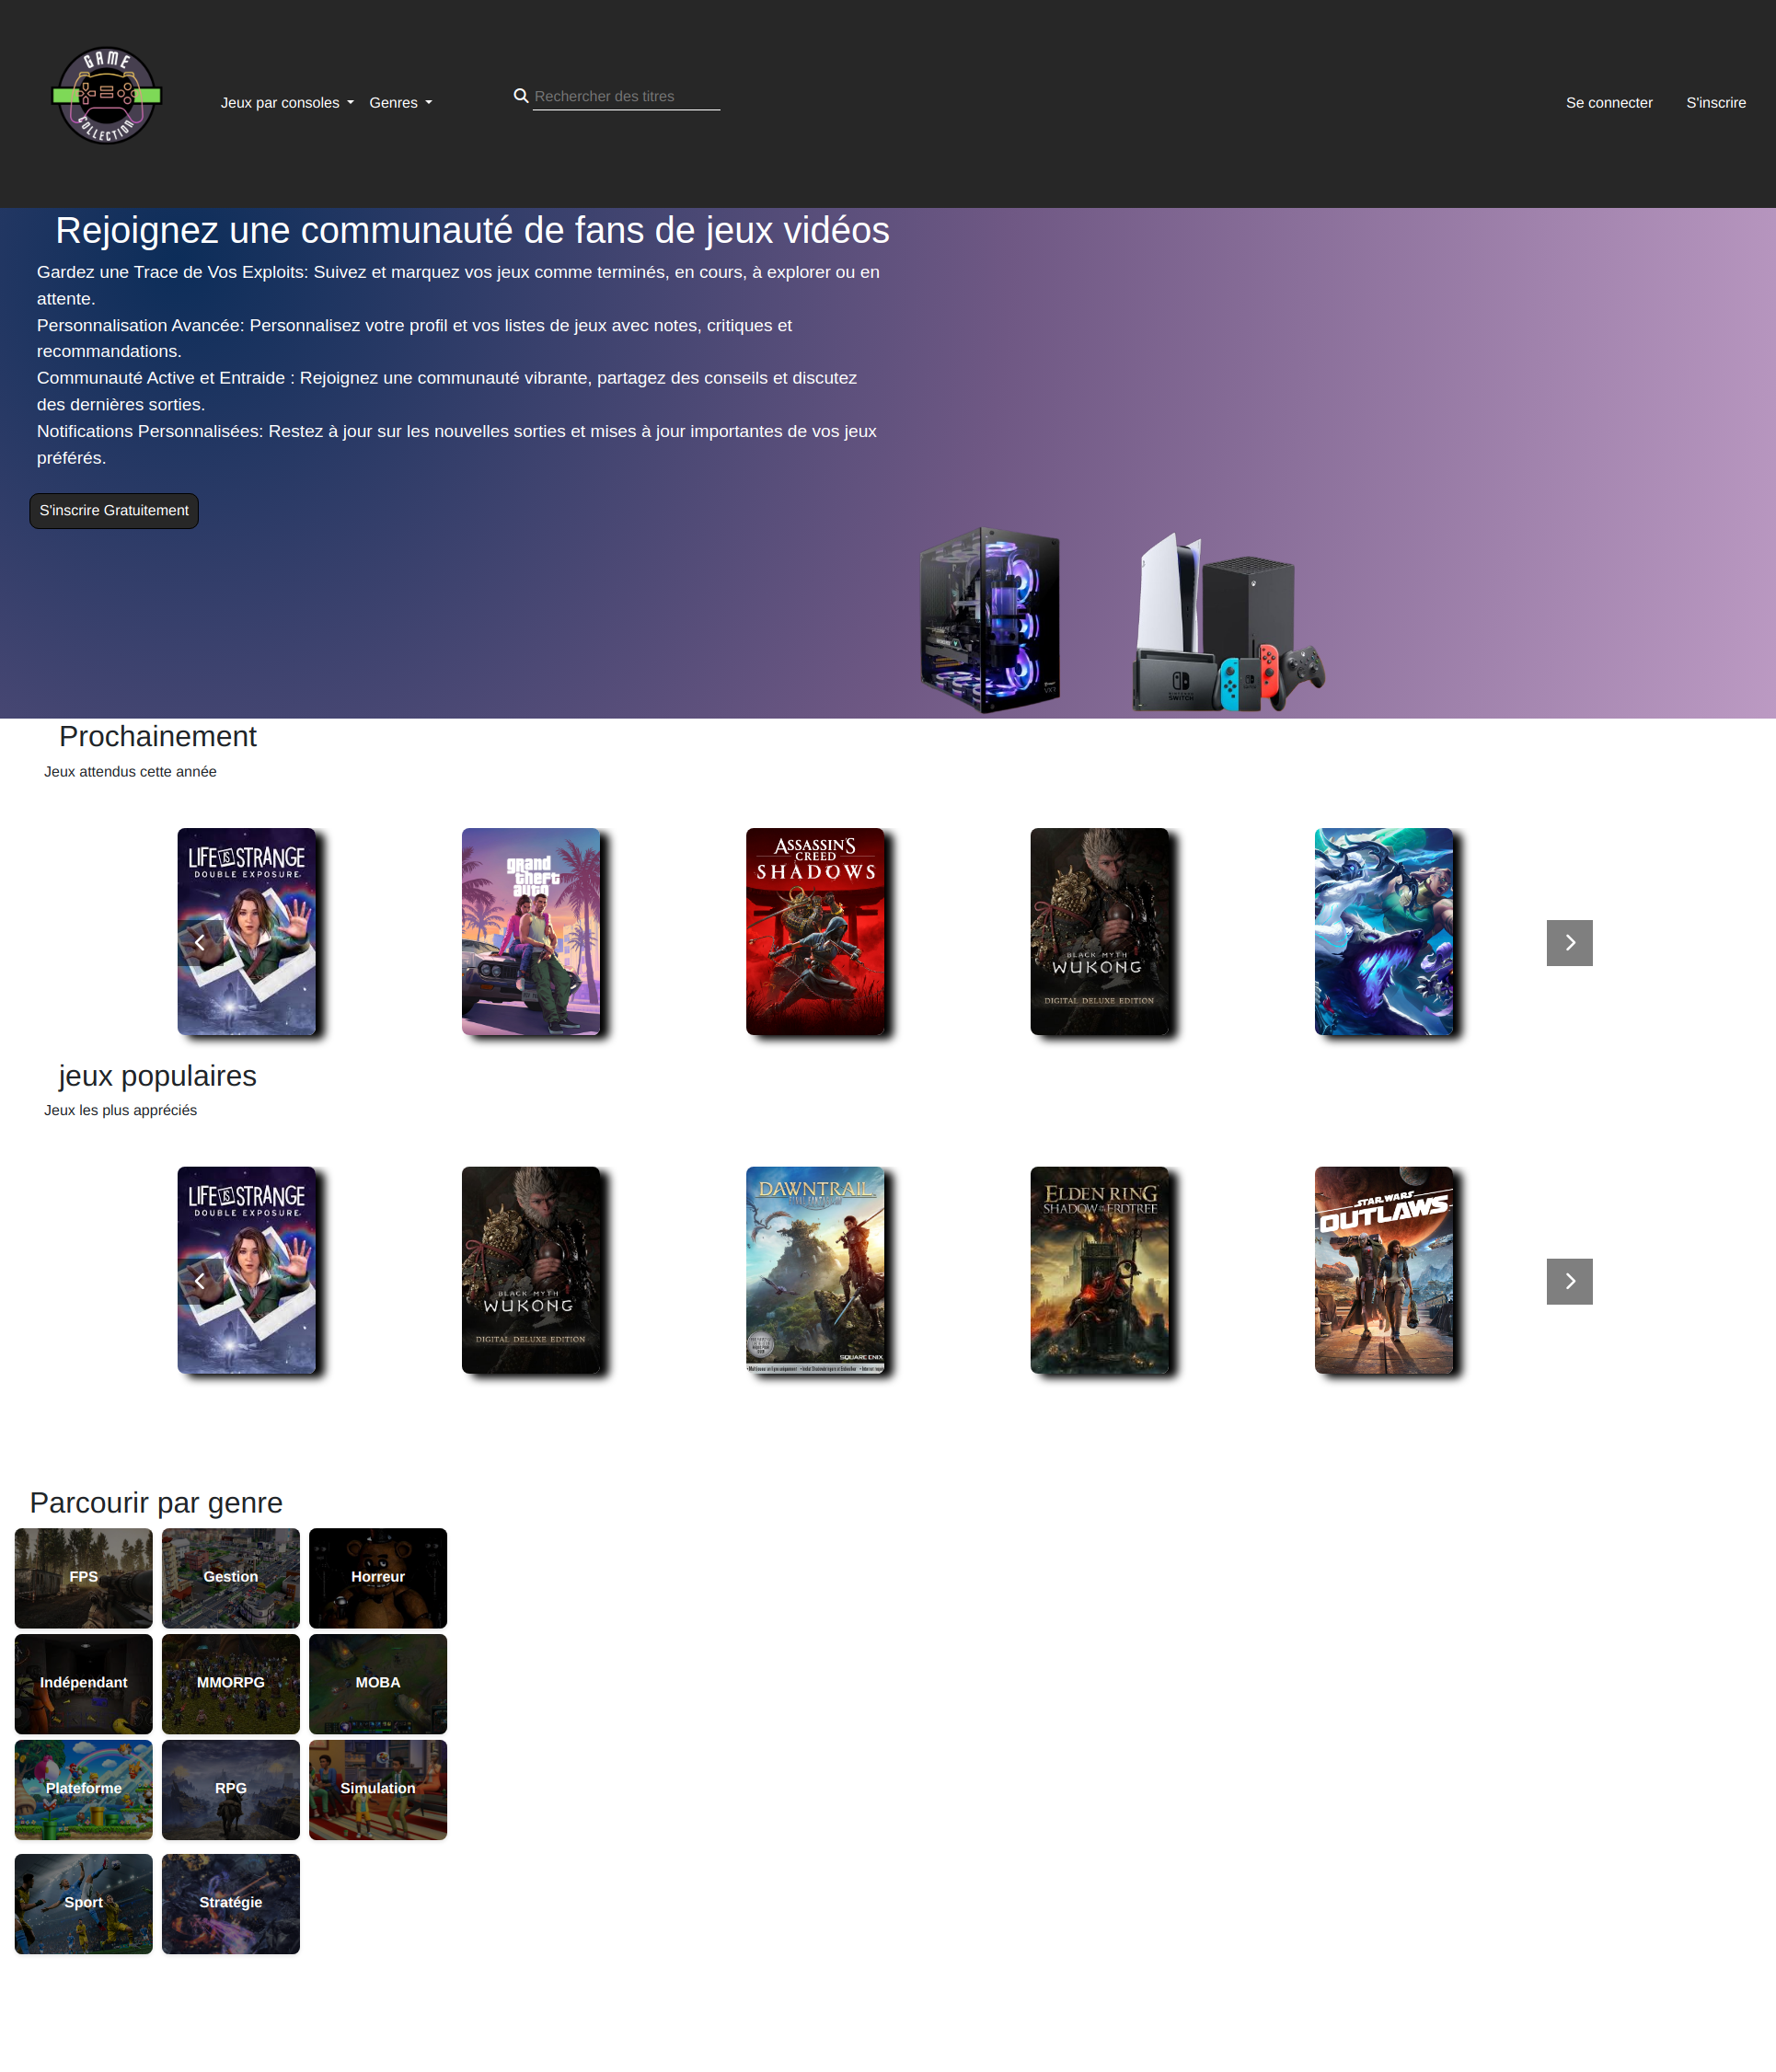 GAME
COLLECTION
Jeux par consoles
Genres
Rechercher des titres
Se connecter
S'inscrire
Rejoignez une communauté de fans de jeux vidéos
Gardez une Trace de Vos Exploits: Suivez et marquez vos jeux comme terminés, en cours, à explorer ou en
attente.
Personnalisation Avancée: Personnalisez votre profil et vos listes de jeux avec notes, critiques et
recommandations.
Communauté Active et Entraide : Rejoignez une communauté vibrante, partagez des conseils et discutez
des dernières sorties.
Notifications Personnalisées: Restez à jour sur les nouvelles sorties et mises à jour importantes de vos jeux
préférés.
S'inscrire Gratuitement
SWITCH
Prochainement
Jeux attendus cette année
LIFE IS STRANGE
DOUBLE EXPOSURE
grand
theft
auto
ASSASSIN'S
CREED
SHADOWS
BLACK MYTH
WUKONG
DIGITAL DELUXE EDITION
jeux populaires
Jeux les plus appréciés
LIFE IS STRANGE
DOUBLE EXPOSURE
BLACK MYTH
WUKONG
DIGITAL DELUXE EDITION
DAWNTRAIL
SQUARE ENIX
ELDEN RING
SHADOW OF THE ERDTREE
STAR WARS
OUTLAWS
Parcourir par genre
FPS
Gestion
Horreur
Indépendant
MMORPG
MOBA
Plateforme
RPG
Simulation
Sport
Stratégie